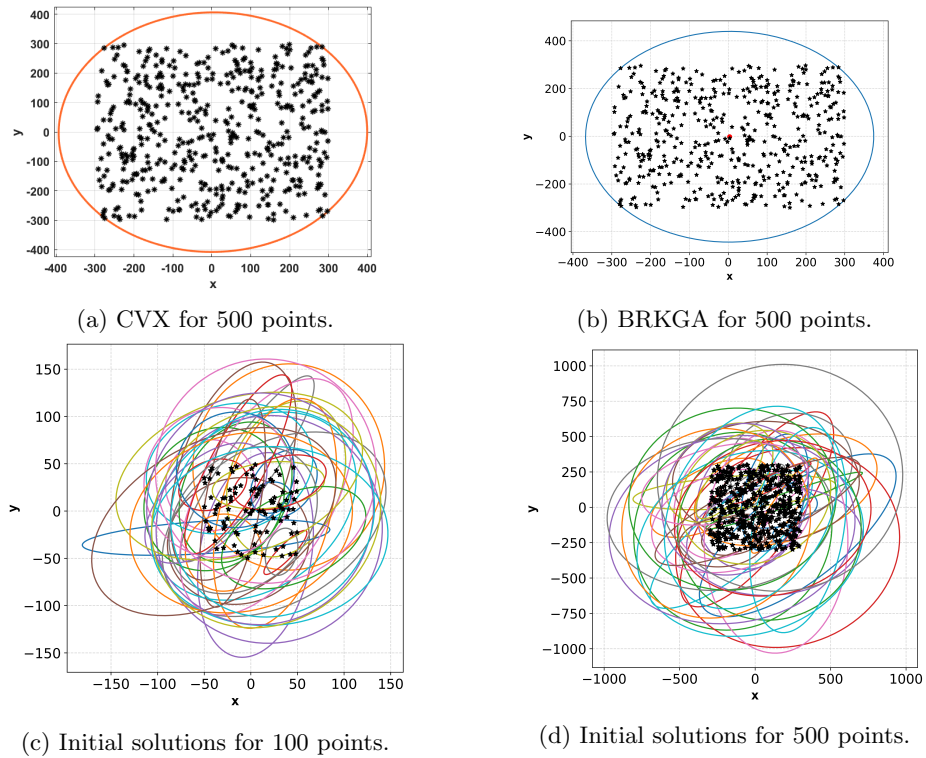 400
300
200
100
0
-100
-200
-300
-400
y
-400 -300 -200 -100 0 100 200 300 400
x
400
200
0
−200
−400
y
−400 −300 −200 −100 0 100 200 300 400
x
(a) CVX for 500 points.
(b) BRKGA for 500 points.
150
100
50
0
−50
−100
−150
y
−150 −100 −50 0 50 100 150
x
1000
750
500
250
0
−250
−500
−750
−1000
y
−1000 −500 0 500 1000
x
(c) Initial solutions for 100 points.
(d) Initial solutions for 500 points.